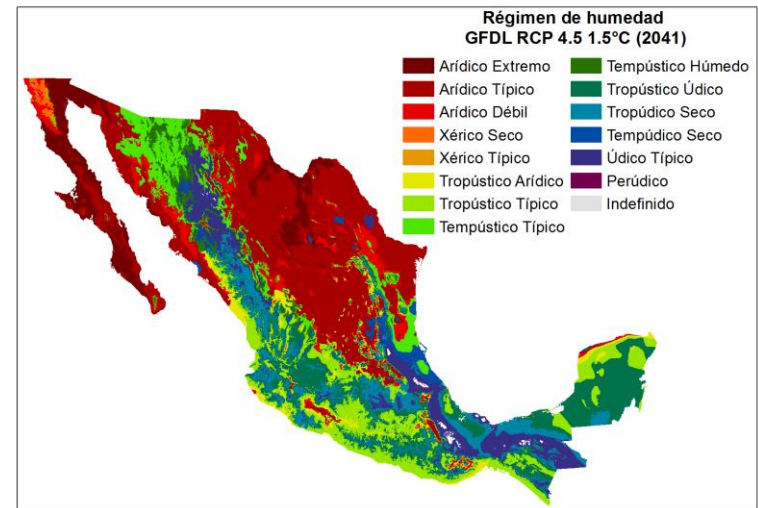 Régimen de humedad
GFDL RCP 4.5 1.5°C (2041)
Arídico Extremo
Arídico Típico
Arídico Débil
Xérico Seco
Xérico Típico
Tropústico Arídico
Tropústico Típico
Tempústico Típico
Tempústico Húmedo
Tropústico Údico
Tropúdico Seco
Tempúdico Seco
Údico Típico
Perúdico
Indefinido